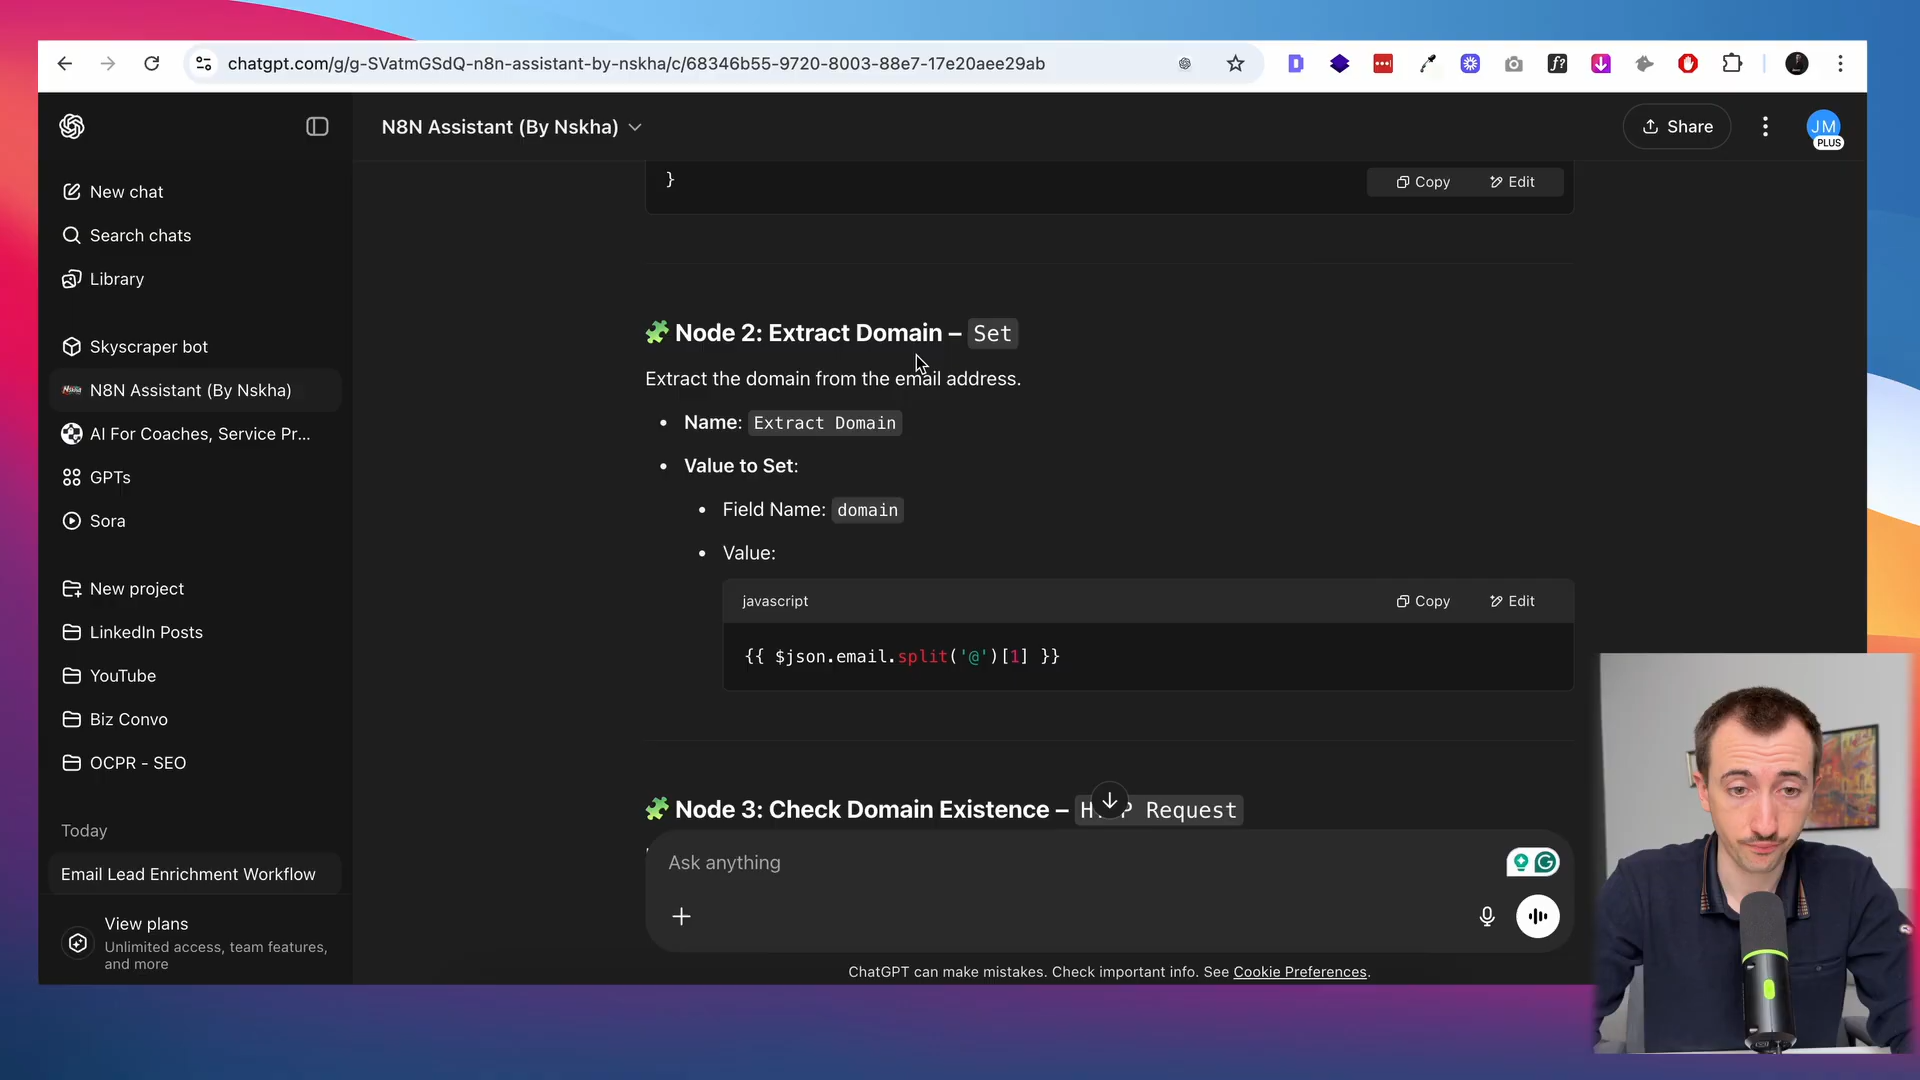 chatgpt.com/g/g-SVatmGSdQ-n8n-assistant-by-nskha/c/68346b55-9720-8003-88e7-17e20aee29ab
N8N Assistant (By Nskha)
Share
JM
PLUS
New chat
Search chats
Library
Skyscraper bot
N8N Assistant (By Nskha)
AI For Coaches, Service Pr...
GPTs
Sora
New project
LinkedIn Posts
YouTube
Biz Convo
OCPR - SEO
Today
Email Lead Enrichment Workflow
View plans
Unlimited access, team features,
and more
}
Copy
Edit
Node 2: Extract Domain – Set
Extract the domain from the email address.
• Name: Extract Domain
• Value to Set:
• Field Name: domain
• Value:
javascript
Copy
Edit
{{ $json.email.split('@')[1] }}
Node 3: Check Domain Existence – Request
Ask anything
ChatGPT can make mistakes. Check important info. See Cookie Preferences.